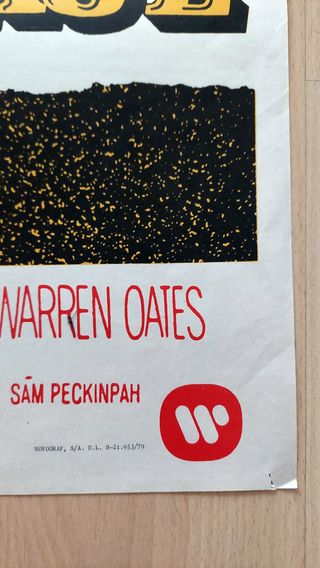 WARREN OATES
SAM PECKINPAH
NOVOGRAF, S/A. D.L. B-21.953/79